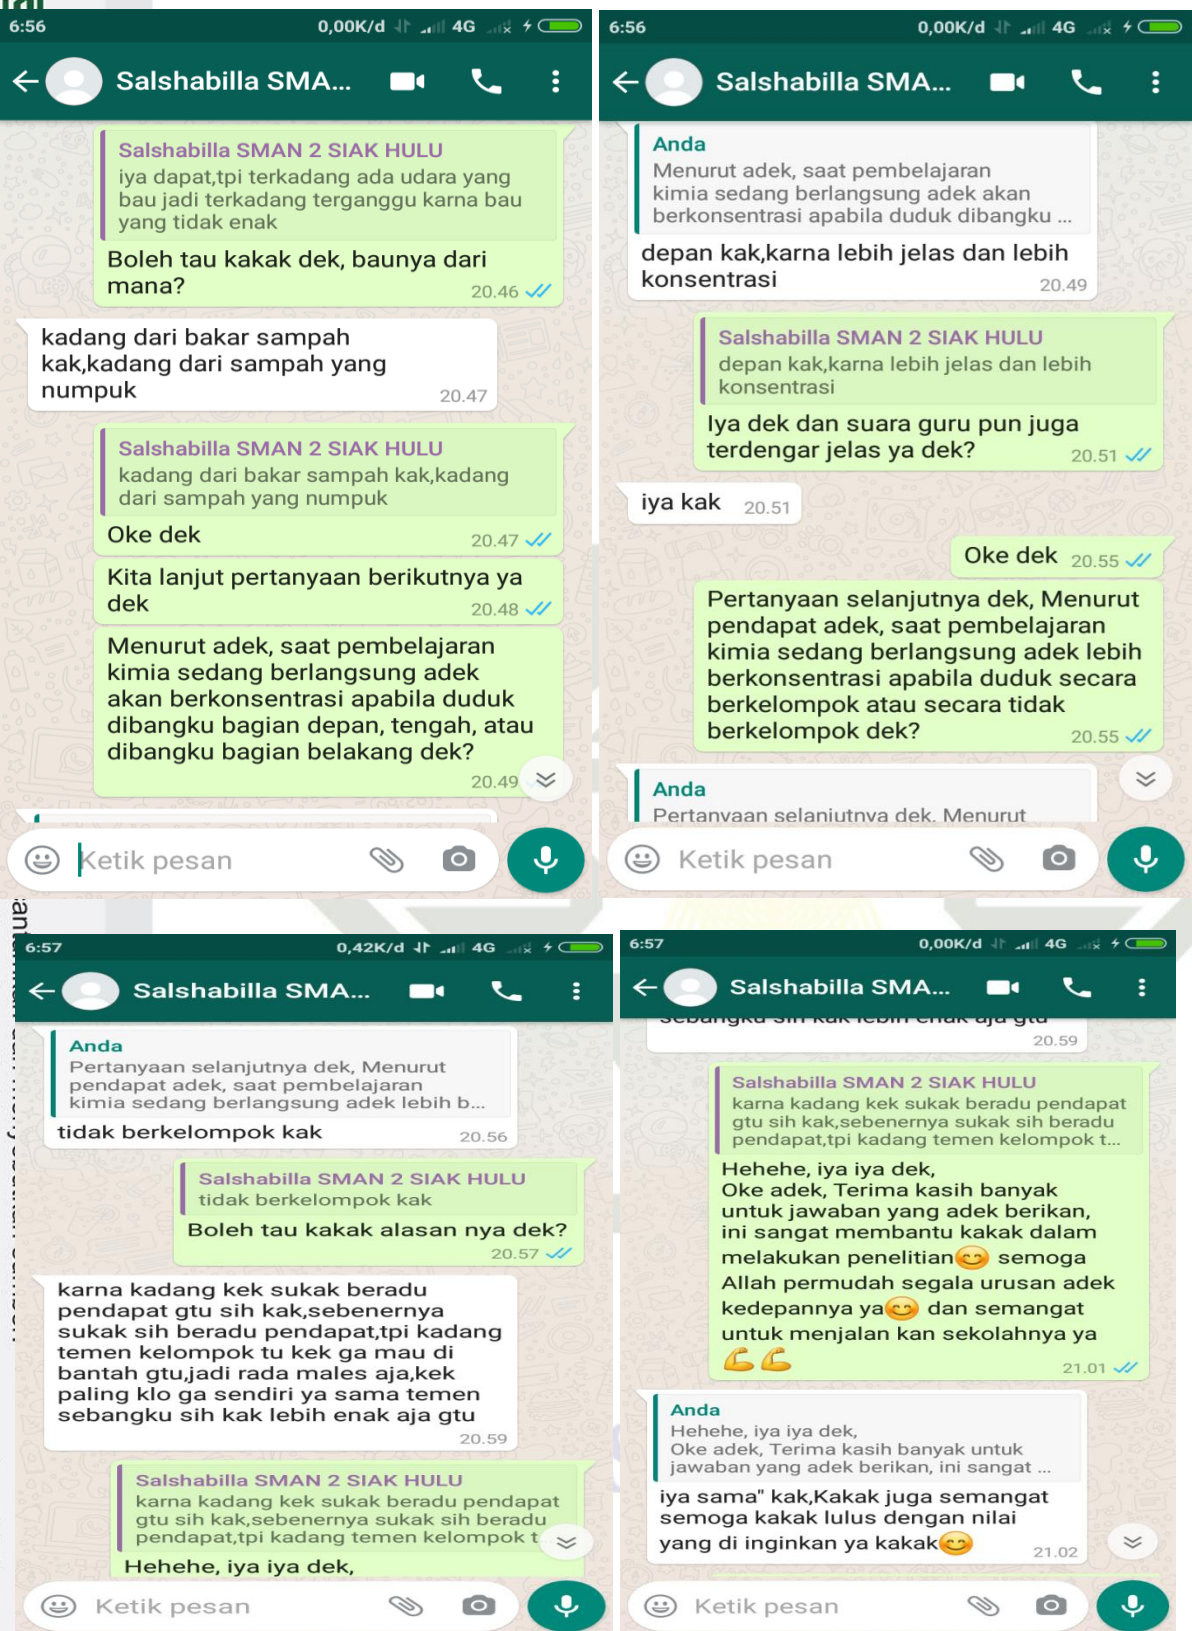 6:56
0,00K/d 4G
Salshabilla SMA...
Salshabilla SMAN 2 SIAK HULU
iya dapat,tpi terkadang ada udara yang
bau jadi terkadang terganggu karna bau
yang tidak enak
Boleh tau kakak dek, baunya dari
mana?
20.46
kadang dari bakar sampah
kak,kadang dari sampah yang
numpuk
20.47
Salshabilla SMAN 2 SIAK HULU
kadang dari bakar sampah kak,kadang
dari sampah yang numpuk
Oke dek
20.47
Kita lanjut pertanyaan berikutnya ya
dek
20.48
Menurut adek, saat pembelajaran
kimia sedang berlangsung adek
akan berkonsentrasi apabila duduk
dibangku bagian depan, tengah, atau
dibangku bagian belakang dek?
20.49
Ketik pesan
6:56
0,00K/d 4G
Salshabilla SMA...
Anda
Menurut adek, saat pembelajaran
kimia sedang berlangsung adek akan
berkonsentrasi apabila duduk dibangku ...
depan kak,karna lebih jelas dan lebih
konsentrasi
20.49
Salshabilla SMAN 2 SIAK HULU
depan kak,karna lebih jelas dan lebih
konsentrasi
Iya dek dan suara guru pun juga
terdengar jelas ya dek?
20.51
iya kak
20.51
Oke dek
20.55
Pertanyaan selanjutnya dek, Menurut
pendapat adek, saat pembelajaran
kimia sedang berlangsung adek lebih
berkonsentrasi apabila duduk secara
berkelompok atau secara tidak
berkelompok dek?
20.55
Anda
Pertanyaan selanjutnya dek, Menurut
Ketik pesan
6:57
0,42K/d 4G
Salshabilla SMA...
Anda
Pertanyaan selanjutnya dek, Menurut
pendapat adek, saat pembelajaran
kimia sedang berlangsung adek lebih b...
tidak berkelompok kak
20.56
Salshabilla SMAN 2 SIAK HULU
tidak berkelompok kak
Boleh tau kakak alasan nya dek?
20.57
karna kadang kek sukak beradu
pendapat gtu sih kak,sebenernya
sukak sih beradu pendapat,tpi kadang
temen kelompok tu kek ga mau di
bantah gtu,jadi rada males aja,kek
paling klo ga sendiri ya sama temen
sebangku sih kak lebih enak aja gtu
20.59
Salshabilla SMAN 2 SIAK HULU
karna kadang kek sukak beradu pendapat
gtu sih kak,sebenernya sukak sih beradu
pendapat,tpi kadang temen kelompok t
Hehehe, iya iya dek,
Ketik pesan
6:57
0,00K/d 4G
Salshabilla SMA...
sebangku sih kak lebih enak aja gtu
20.59
Salshabilla SMAN 2 SIAK HULU
karna kadang kek sukak beradu pendapat
gtu sih kak,sebenernya sukak sih beradu
pendapat,tpi kadang temen kelompok t...
Hehehe, iya iya dek,
Oke adek, Terima kasih banyak
untuk jawaban yang adek berikan,
ini sangat membantu kakak dalam
melakukan penelitian😊 semoga
Allah permudah segala urusan adek
kedepannya ya😊 dan semangat
untuk menjalan kan sekolahnya ya
💪💪
21.01
Anda
Hehehe, iya iya dek,
Oke adek, Terima kasih banyak untuk
jawaban yang adek berikan, ini sangat ...
iya sama" kak,Kakak juga semangat
semoga kakak lulus dengan nilai
yang di inginkan ya kakak😊
21.02
Ketik pesan